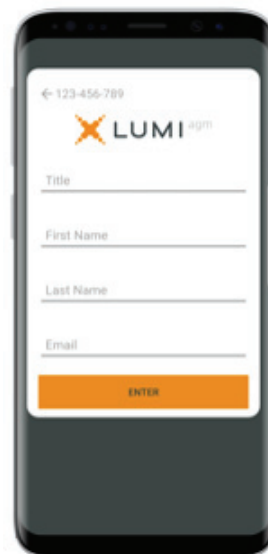 ← 123-456-789
LUMI agm
Title
First Name
Last Name
Email
ENTER